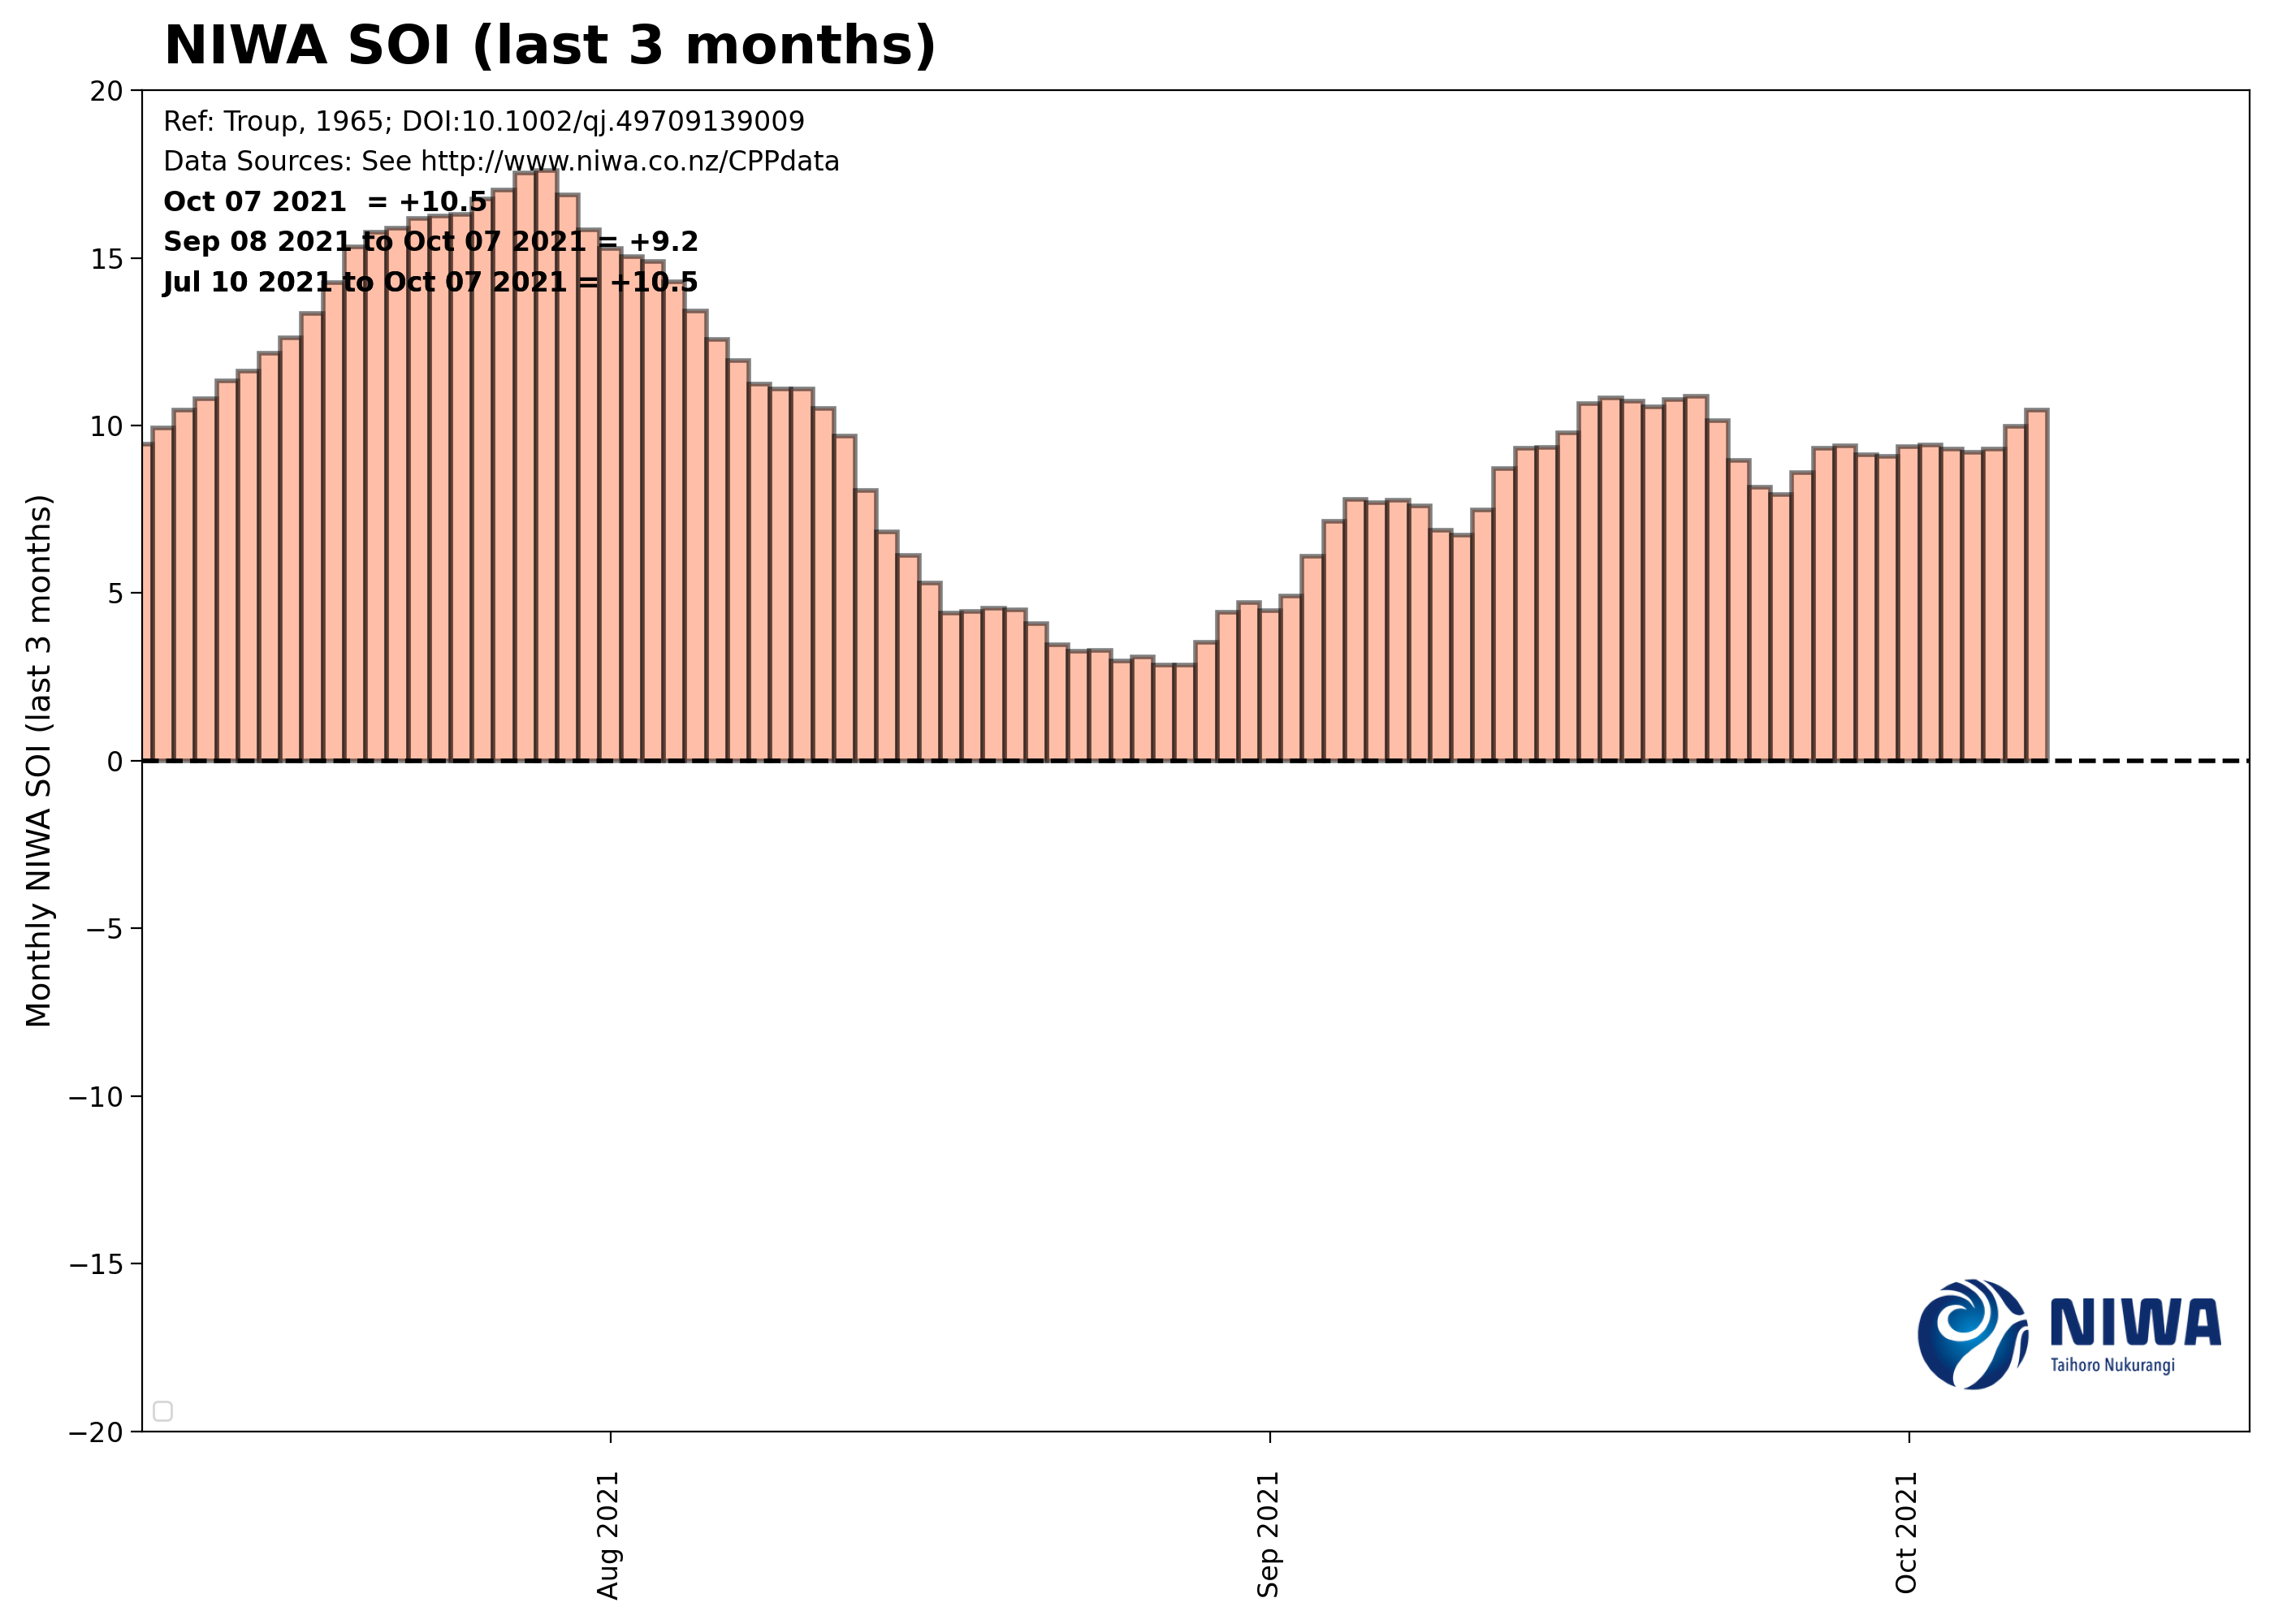 NIWA SOI (last 3 months)
Ref: Troup, 1965; DOI:10.1002/qj.49709139009
Data Sources: See http://www.niwa.co.nz/CPPdata
Oct 07 2021  = +10.5
Sep 08 2021 to Oct 07 2021 = +9.2
Jul 10 2021 to Oct 07 2021 = +10.5
Monthly NIWA SOI (last 3 months)
20
15
10
5
0
−5
−10
−15
−20
Aug 2021
Sep 2021
Oct 2021
NIWA
Taihoro Nukurangi